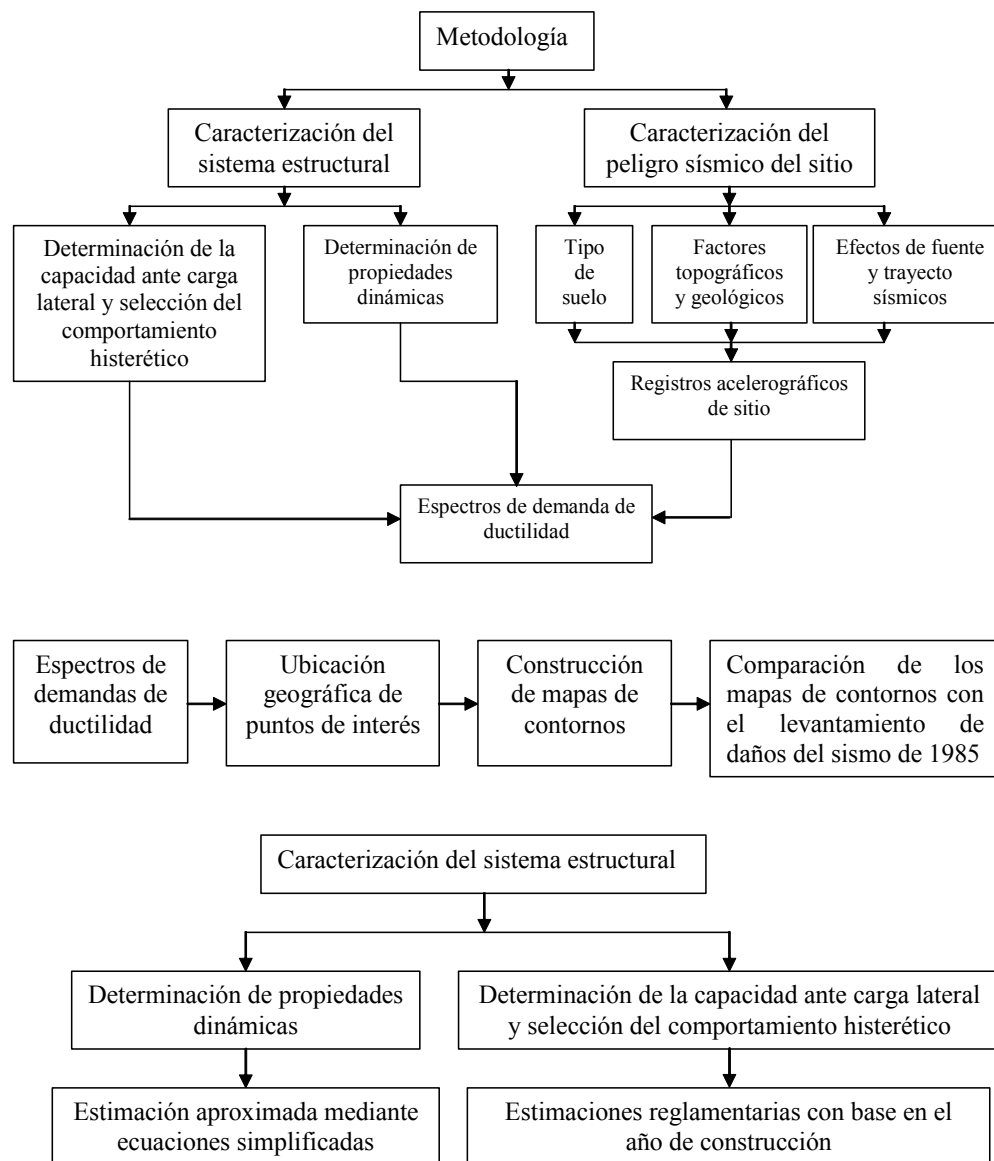 Metodología
Caracterización del
sistema estructural
Caracterización del
peligro sísmico del sitio
Determinación de la
capacidad ante carga
lateral y selección del
comportamiento
histerético
Determinación de
propiedades
dinámicas
Tipo
de
suelo
Factores
topográficos
y geológicos
Efectos de fuente
y trayecto
sísmicos
Registros acelerográficos
de sitio
Espectros de demanda de
ductilidad
Espectros de
demandas de
ductilidad
Ubicación
geográfica de
puntos de interés
Construcción
de mapas de
contornos
Comparación de los
mapas de contornos con
el levantamiento de
daños del sismo de 1985
Caracterización del sistema estructural
Determinación de propiedades
dinámicas
Determinación de la capacidad ante carga lateral
y selección del comportamiento histerético
Estimación aproximada mediante
ecuaciones simplificadas
Estimaciones reglamentarias con base en el
año de construcción